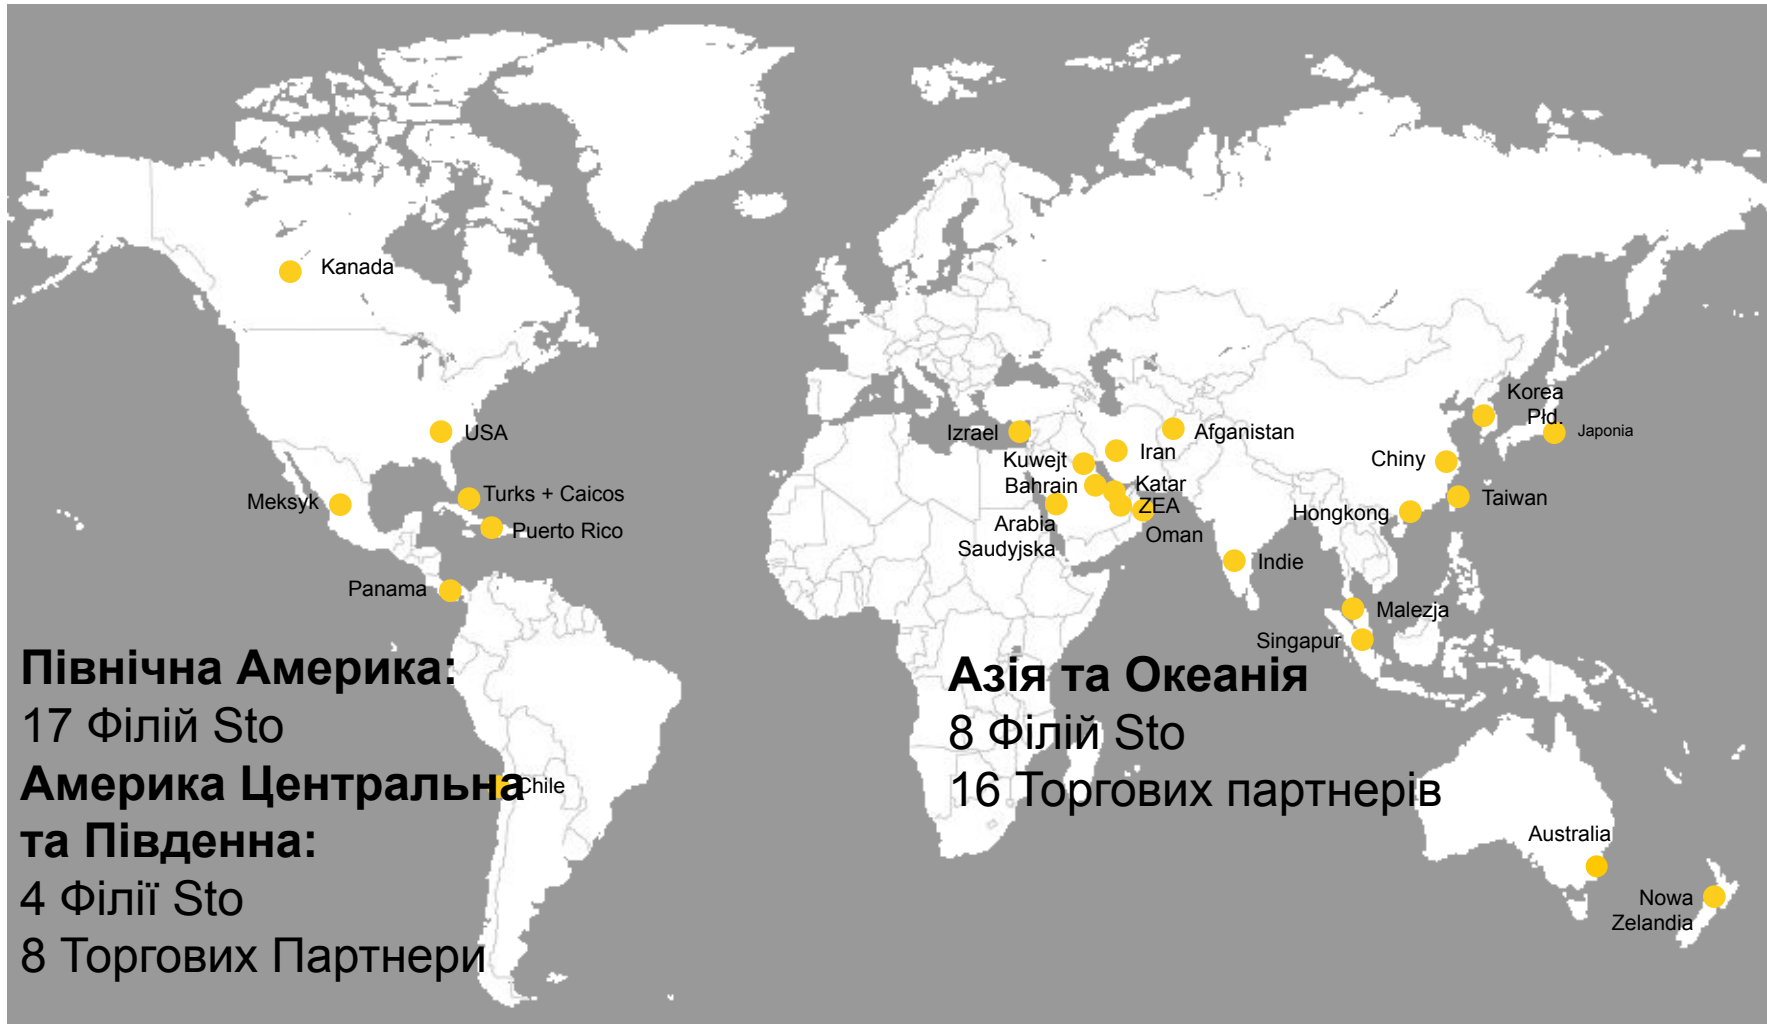 Kanada
USA
Meksyk
Turks + Caicos
Puerto Rico
Panama
Північна Америка:
17 Філій Sto
Америка Центральна
та Південна:
4 Філії Sto
8 Торгових Партнери
Chile
Izrael
Afganistan
Iran
Kuwejt
Bahrain
Katar
ZEA
Oman
Arabia
Saudyjska
Korea
Płd.
Japonia
Chiny
Taiwan
Hongkong
Indie
Malezja
Singapur
Азія та Океанія
8 Філій Sto
16 Торгових партнерів
Australia
Nowa
Zelandia